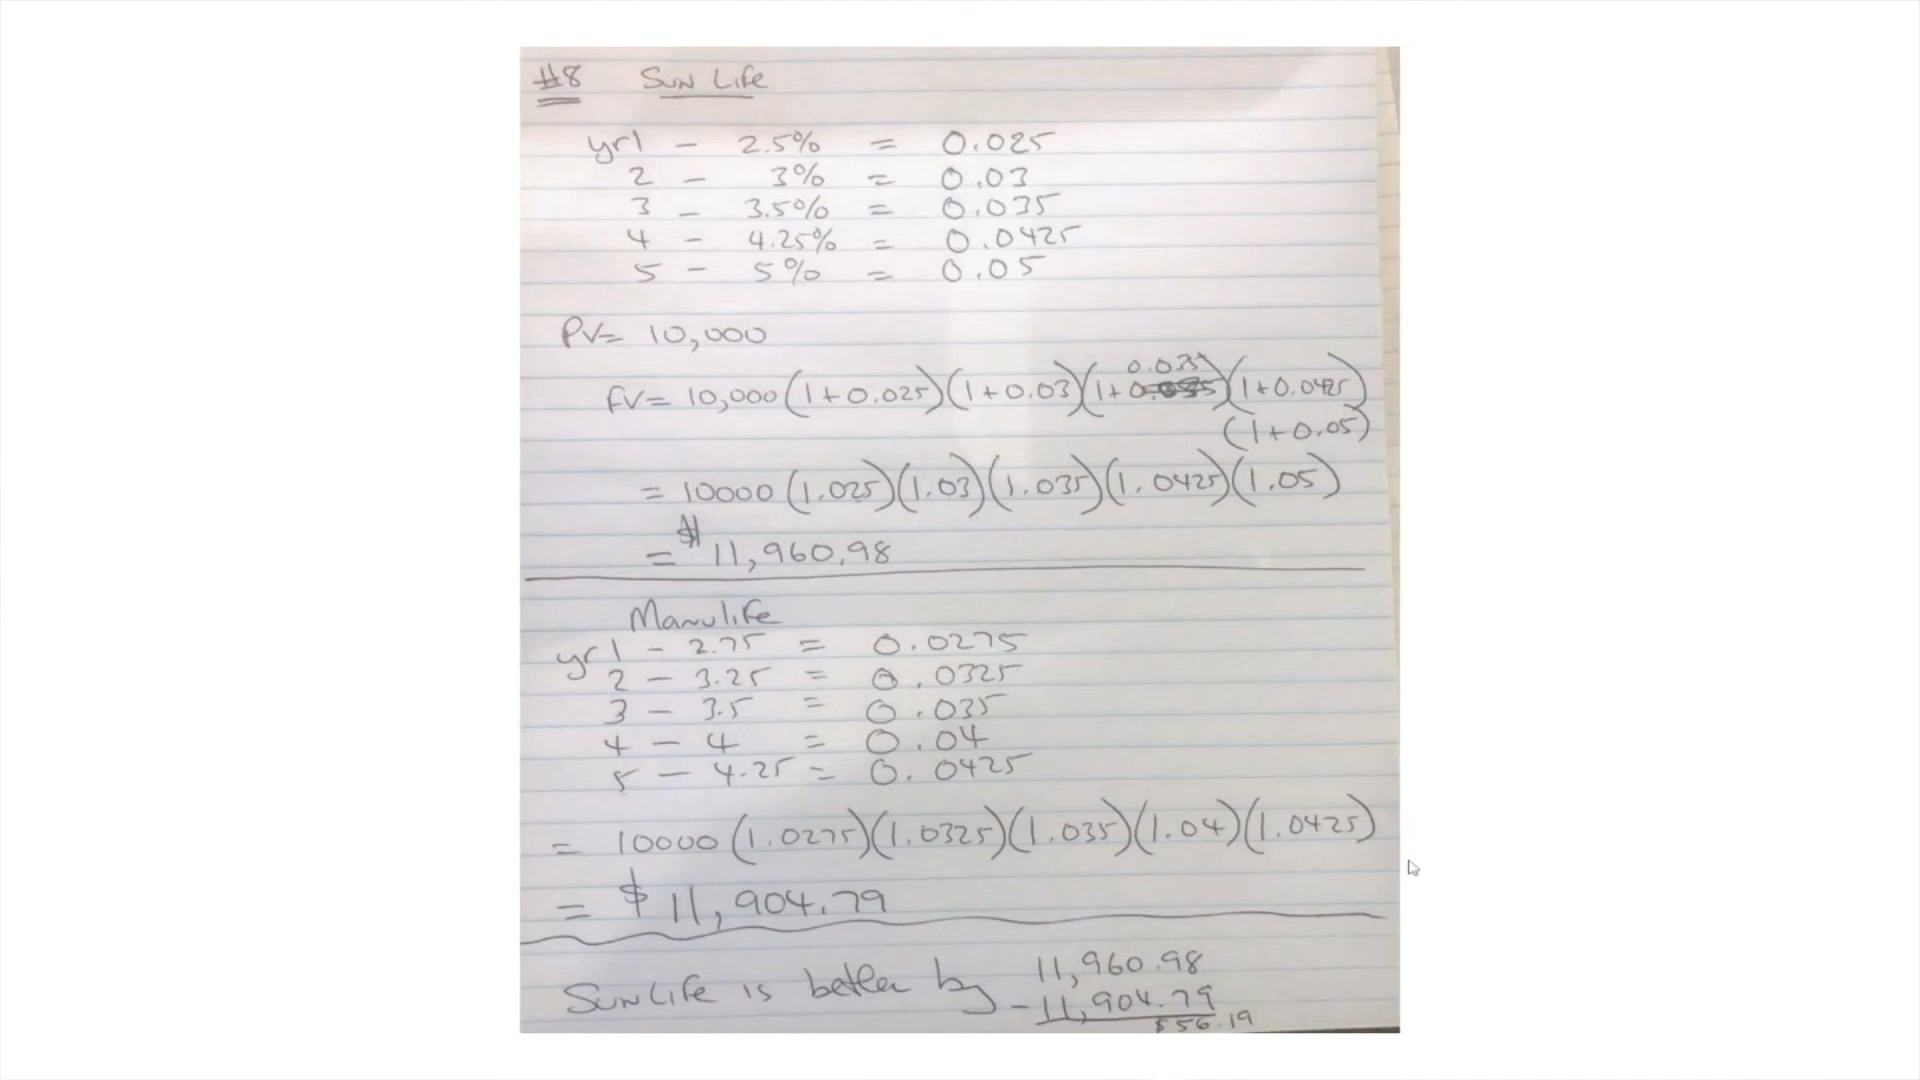 #8 Sun Life
yr1 - 2.5% = 0.025
2 - 3% = 0.03
3 - 3.5% = 0.035
4 - 4.25% = 0.0425
5 - 5% = 0.05
PV= 10,000
0.035
FV= 10,000(1+0.025)(1+0.03)(1+0. )(1+0.0425)
(1+0.05)
= 10000(1.025)(1.03)(1.035)(1.0425)(1.05)
= $11,960.98
Manulife
yr1 - 2.75 = 0.0275
2 - 3.25 = 0.0325
3 - 3.5 = 0.035
4 - 4 = 0.04
5 - 4.25 = 0.0425
= 10000(1.0275)(1.0325)(1.035)(1.04)(1.0425)
= $11,904.79
Sun Life is better by 11,960.98
-11,904.79
$56.19